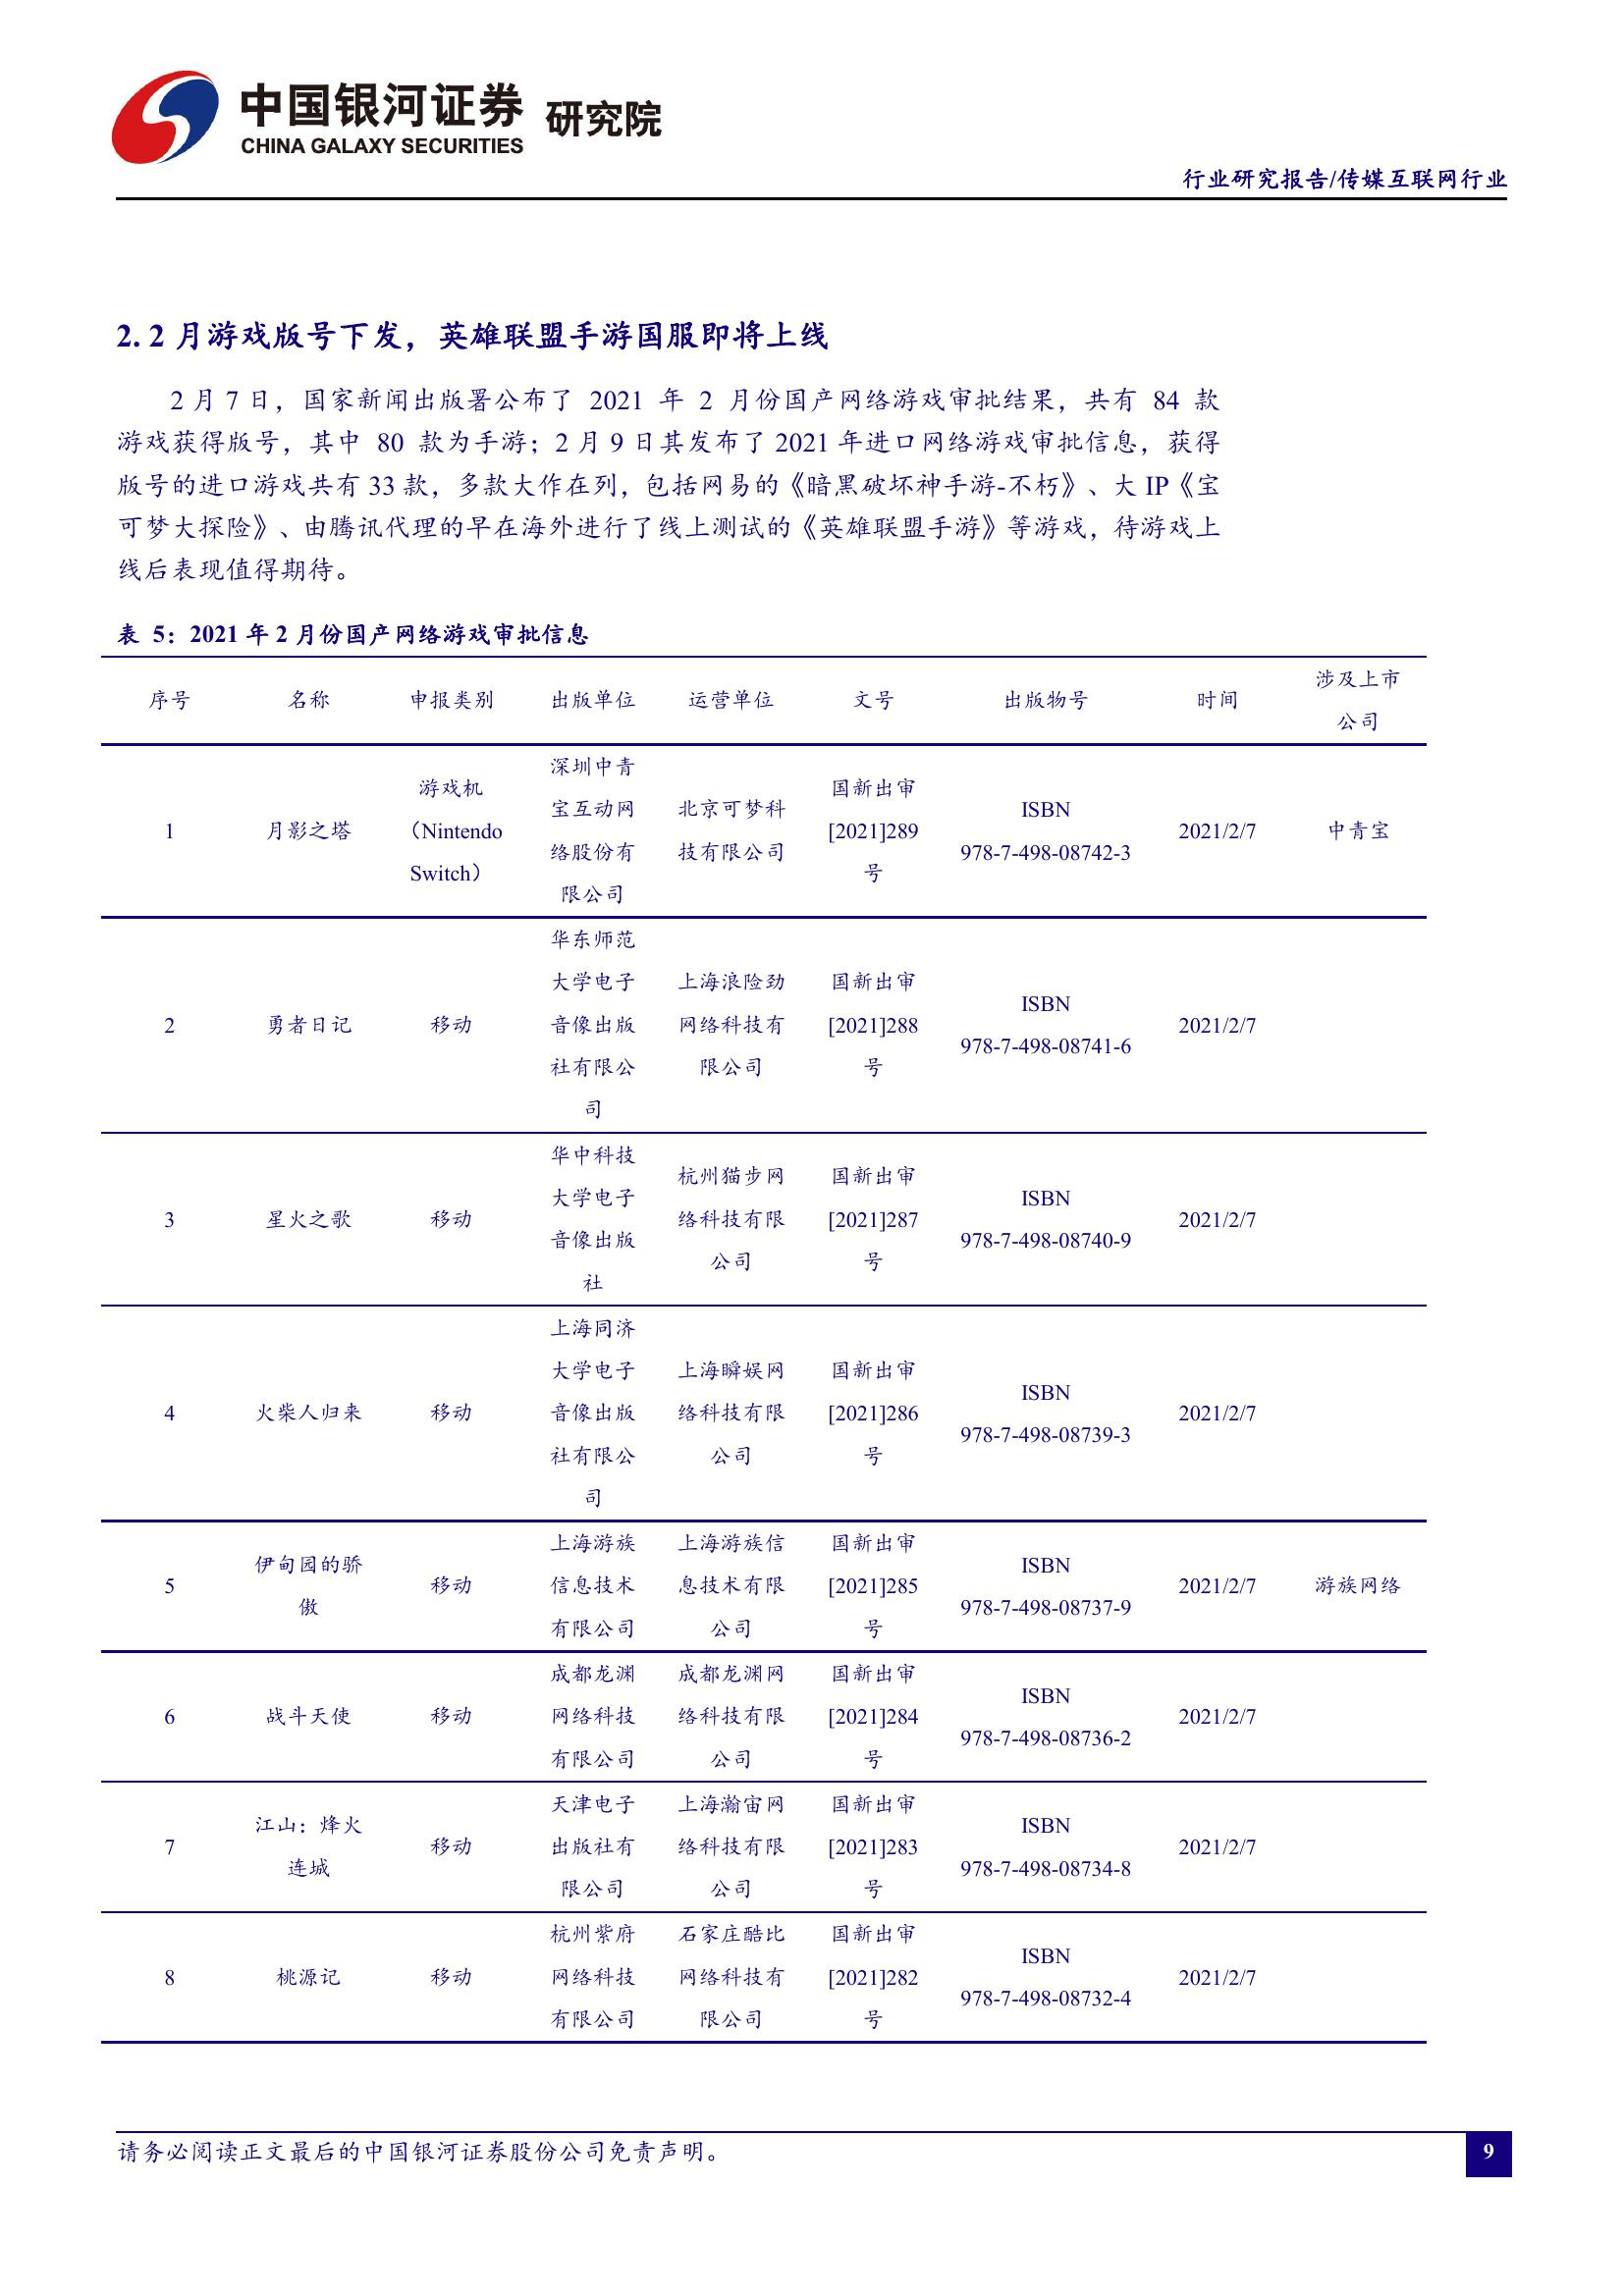 中国银河证券 研究院
CHINA GALAXY SECURITIES
行业研究报告/传媒互联网行业
2. 2 月游戏版号下发，英雄联盟手游国服即将上线
2 月 7 日，国家新闻出版署公布了 2021 年 2 月份国产网络游戏审批结果，共有 84 款
游戏获得版号，其中 80 款为手游；2 月 9 日其发布了 2021 年进口网络游戏审批信息，获得
版号的进口游戏共有 33 款，多款大作在列，包括网易的《暗黑破坏神手游-不朽》、大 IP《宝
可梦大探险》、由腾讯代理的早在海外进行了线上测试的《英雄联盟手游》等游戏，待游戏上
线后表现值得期待。
表 5：2021 年 2 月份国产网络游戏审批信息
序号 名称 申报类别 出版单位 运营单位 文号 出版物号 时间 涉及上市
公司
1
月影之塔
游戏机
（Nintendo
Switch）
深圳中青
宝互动网
络股份有
限公司
北京可梦科
技有限公司
国新出审
[2021]289
号
ISBN
978-7-498-08742-3
2021/2/7
中青宝
2
勇者日记
移动
华东师范
大学电子
音像出版
社有限公
司
上海浪险劲
网络科技有
限公司
国新出审
[2021]288
号
ISBN
978-7-498-08741-6
2021/2/7
3
星火之歌
移动
华中科技
大学电子
音像出版
社
杭州猫步网
络科技有限
公司
国新出审
[2021]287
号
ISBN
978-7-498-08740-9
2021/2/7
4
火柴人归来
移动
上海同济
大学电子
音像出版
社有限公
司
上海瞬娱网
络科技有限
公司
国新出审
[2021]286
号
ISBN
978-7-498-08739-3
2021/2/7
5
伊甸园的骄
傲
移动
上海游族
信息技术
有限公司
上海游族信
息技术有限
公司
国新出审
[2021]285
号
ISBN
978-7-498-08737-9
2021/2/7
游族网络
6
战斗天使
移动
成都龙渊
网络科技
有限公司
成都龙渊网
络科技有限
公司
国新出审
[2021]284
号
ISBN
978-7-498-08736-2
2021/2/7
7
江山：烽火
连城
移动
天津电子
出版社有
限公司
上海瀚宙网
络科技有限
公司
国新出审
[2021]283
号
ISBN
978-7-498-08734-8
2021/2/7
8
桃源记
移动
杭州紫府
网络科技
有限公司
石家庄酷比
网络科技有
限公司
国新出审
[2021]282
号
ISBN
978-7-498-08732-4
2021/2/7
请务必阅读正文最后的中国银河证券股份公司免责声明。
9